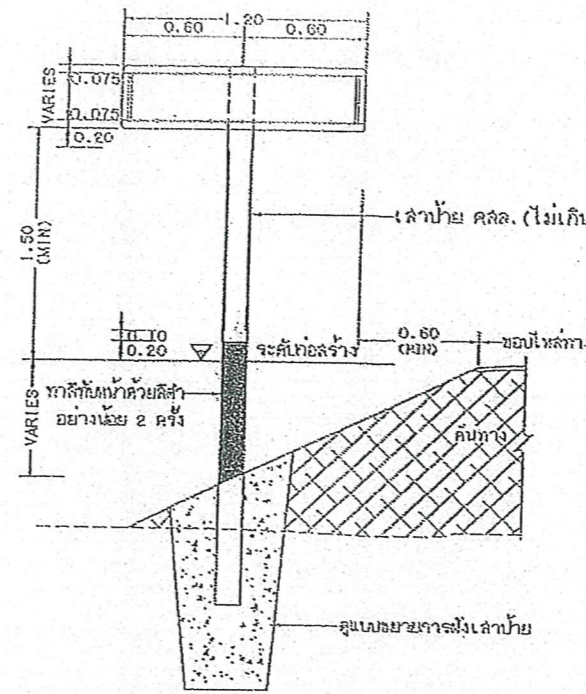 1.20
0.60 0.60
VARIES
0.075
0.075
0.20
1.50
(MIN)
เสาป้าย คสล. (ไม่เกิน
0.10
0.20
ระดับก่อสร้าง
0.60
(MIN)
ขอบไหล่ทาง
VARIES
ทาสีทับหน้าด้วยสีดำ
อย่างน้อย 2 ครั้ง
คันทาง
ดูแบบขยายการฝังเสาป้าย